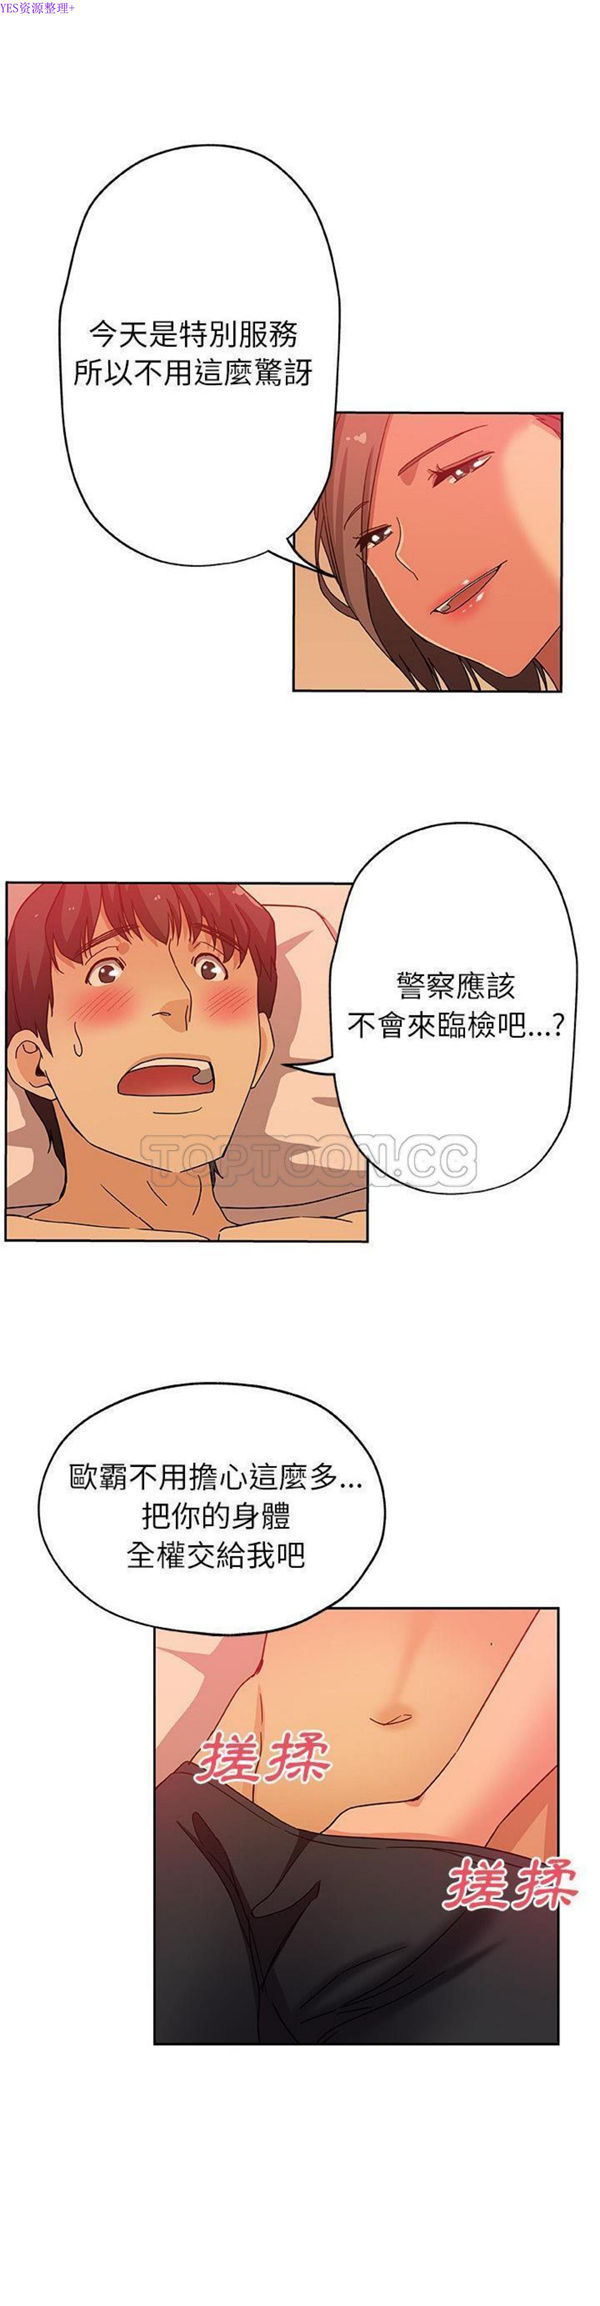 YES资源整理+
今天是特別服務
所以不用這麼驚訝
警察應該
不會來臨檢吧...?
TOPTOON.CC
歐霸不用擔心這麼多...
把你的身體
全權交給我吧
搓揉
搓揉